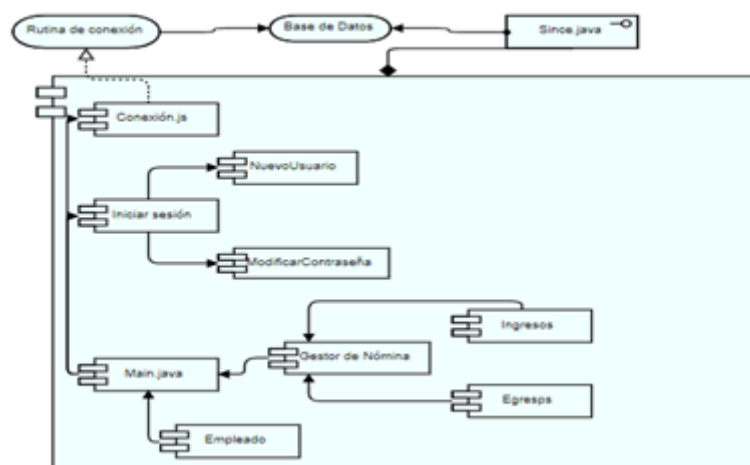 Rutina de conexión
Base de Datos
Since.java
Conexión.js
NuevoUsuario
Iniciar sesión
ModificarContraseña
Ingresos
Gestor de Nómina
Main.java
Egresps
Empleado